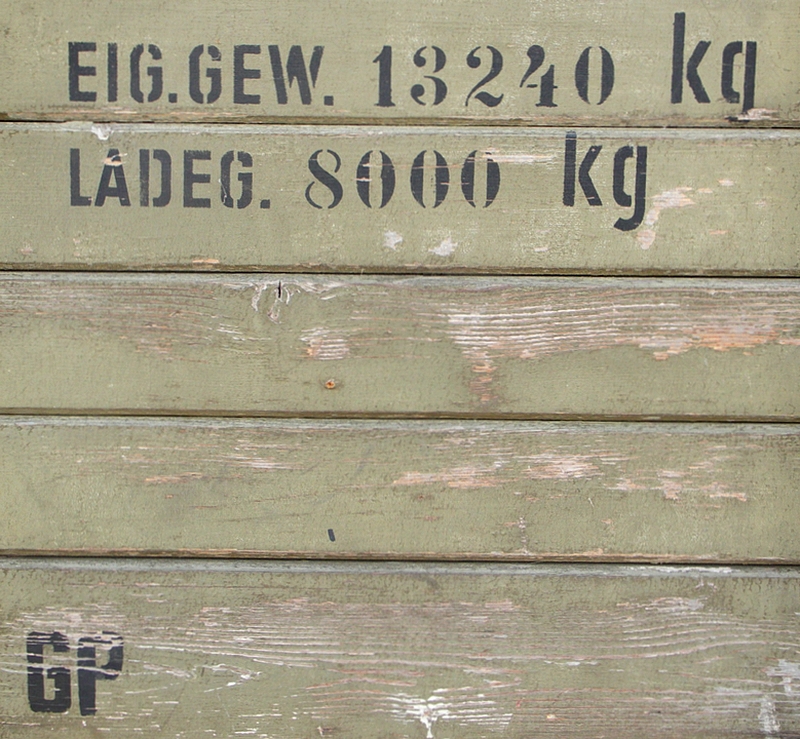 EIG.GEW. 13240 kg
LADEG. 8000 kg
GP